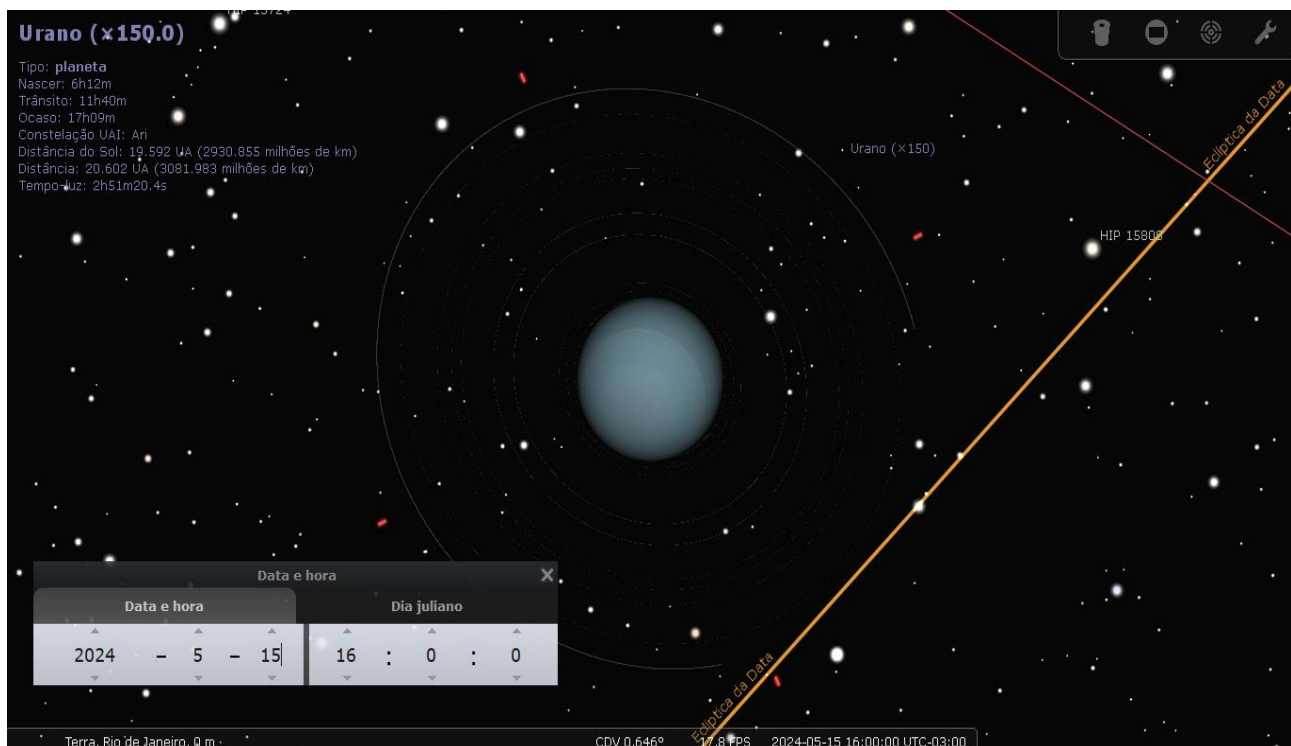 HIP 15724
Urano (×150.0)
Tipo: planeta
Nascer: 6h12m
Trânsito: 11h40m
Ocaso: 17h09m
Constelação UAI: Ari
Distância do Sol: 19.592 UA (2930.855 milhões de km)
Distância: 20.602 UA (3081.983 milhões de km)
Tempo-luz: 2h51m20.4s
Eclíptica da Data
Urano (×150)
HIP 15808
Data e hora
Data e hora
Dia juliano
2024 - 5 - 15 16 : 0 : 0
Eclíptica da Data
Terra, Rio de Janeiro, 0 m
CDV 0.646° 17.8 FPS 2024-05-15 16:00:00 UTC-03:00